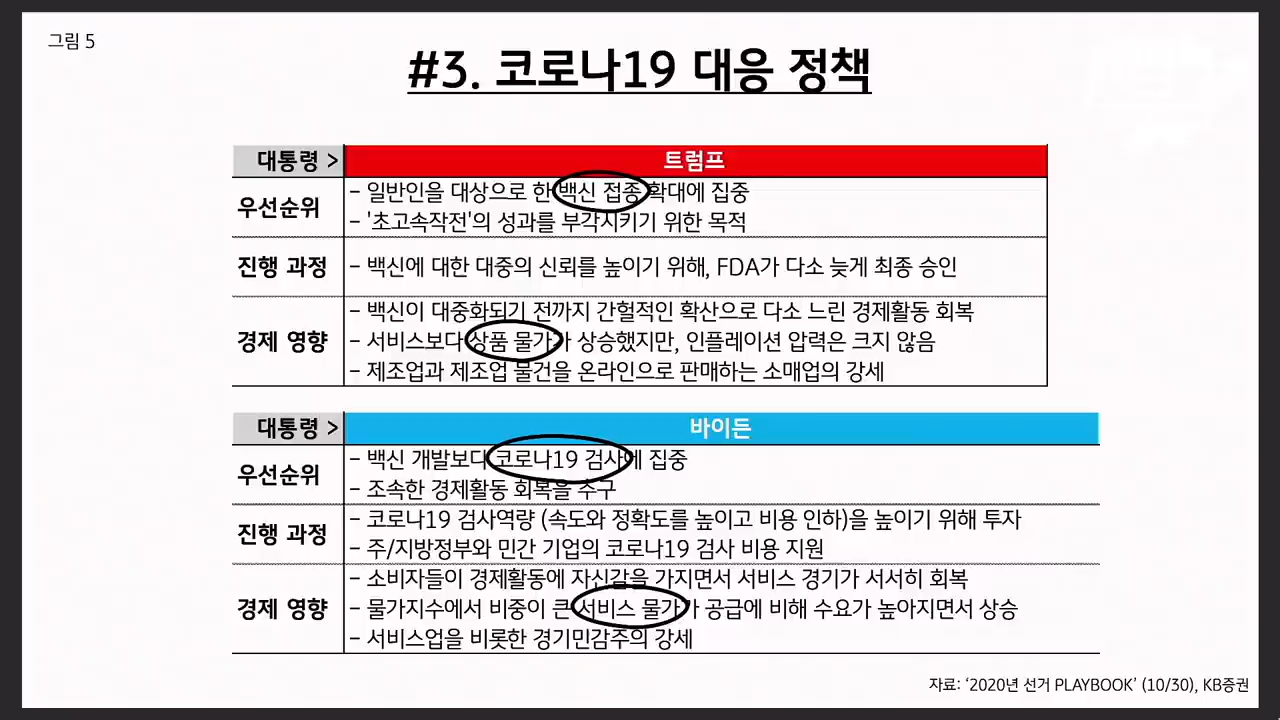 그림 5
#3. 코로나19 대응 정책
대통령 > 트럼프
우선순위
- 일반인을 대상으로 한 백신 접종 확대에 집중
- '초고속작전'의 성과를 부각시키기 위한 목적
진행 과정
- 백신에 대한 대중의 신뢰를 높이기 위해, FDA가 다소 늦게 최종 승인
경제 영향
- 백신이 대중화되기 전까지 간헐적인 확산으로 다소 느린 경제활동 회복
- 서비스보다 상품 물가가 상승했지만, 인플레이션 압력은 크지 않음
- 제조업과 제조업 물건을 온라인으로 판매하는 소매업의 강세
대통령 > 바이든
우선순위
- 백신 개발보다 코로나19 검사에 집중
- 조속한 경제활동 회복을 추구
진행 과정
- 코로나19 검사역량 (속도와 정확도를 높이고 비용 인하)을 높이기 위해 투자
- 주/지방정부와 민간 기업의 코로나19 검사 비용 지원
경제 영향
- 소비자들이 경제활동에 자신감을 가지면서 서비스 경기가 서서히 회복
- 물가지수에서 비중이 큰 서비스 물가가 공급에 비해 수요가 높아지면서 상승
- 서비스업을 비롯한 경기민감주의 강세
자료: ‘2020년 선거 PLAYBOOK’ (10/30), KB증권